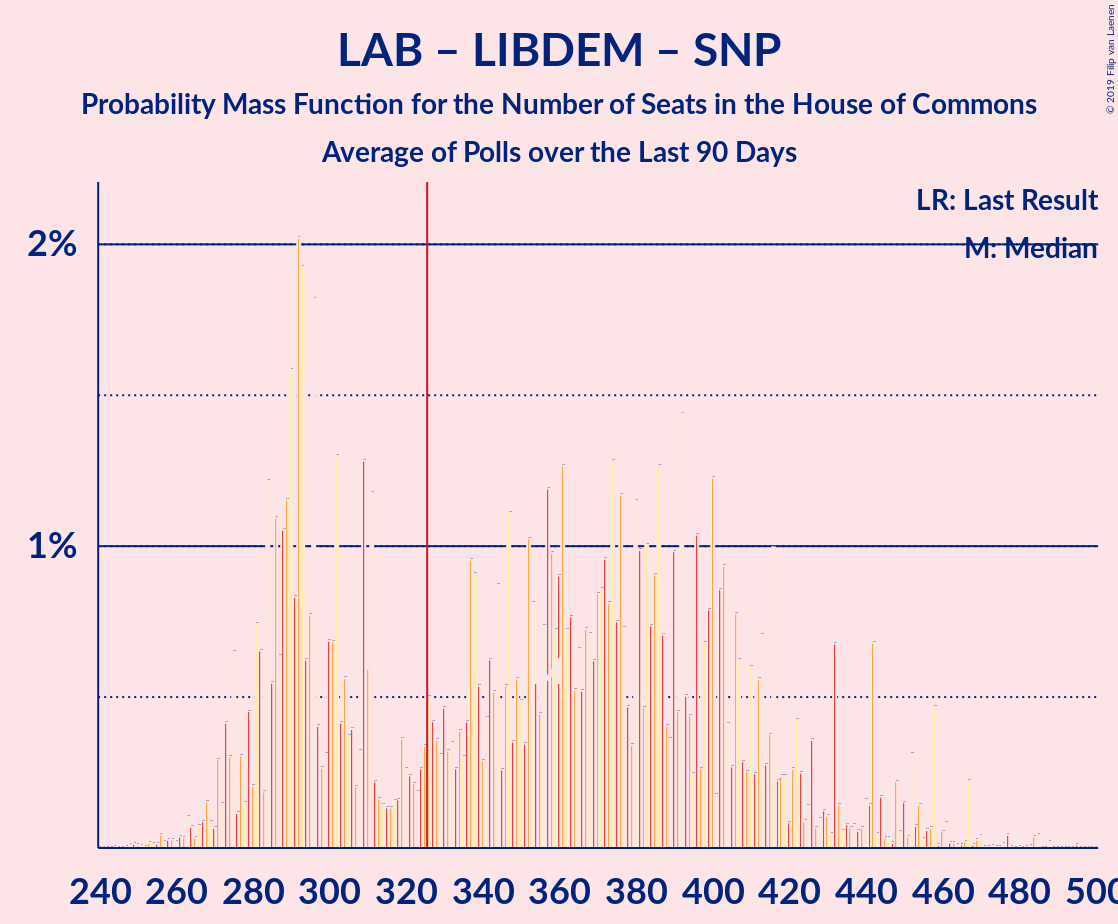 LAB – LIBDEM – SNP
Probability Mass Function for the Number of Seats in the House of Commons
Average of Polls over the Last 90 Days
© 2019 Filip van Laenen
LR: Last Result
M: Median
2%
1%
240 260 280 300 320 340 360 380 400 420 440 460 480 500